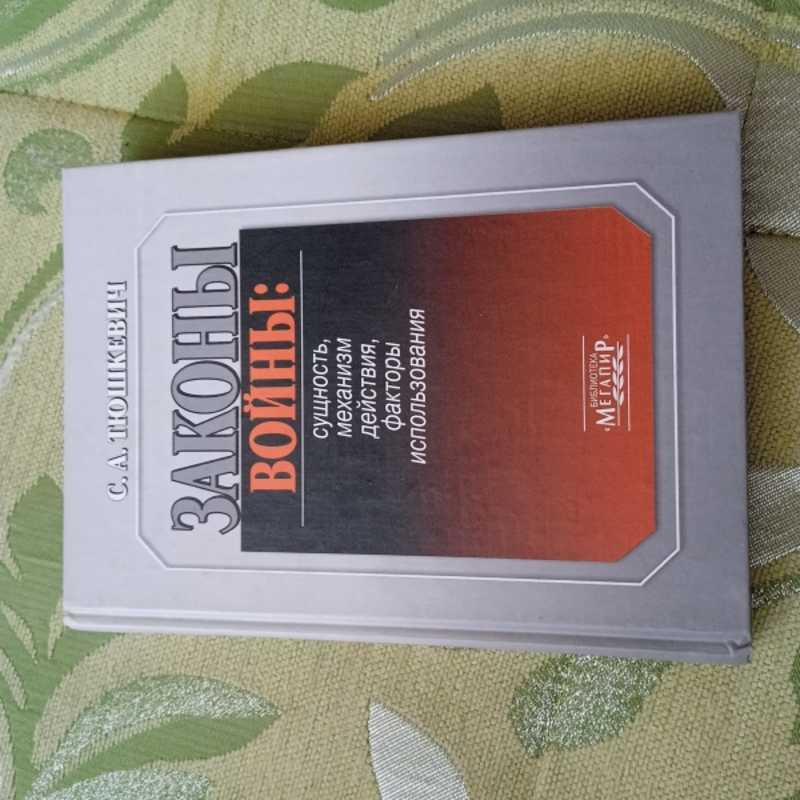 С. А. ТЮШКЕВИЧ
ЗАКОНЫ
ВОЙНЫ:
сущность,
механизм
действия,
факторы
использования
БИБЛИОТЕКА
"МЕГАПИР"